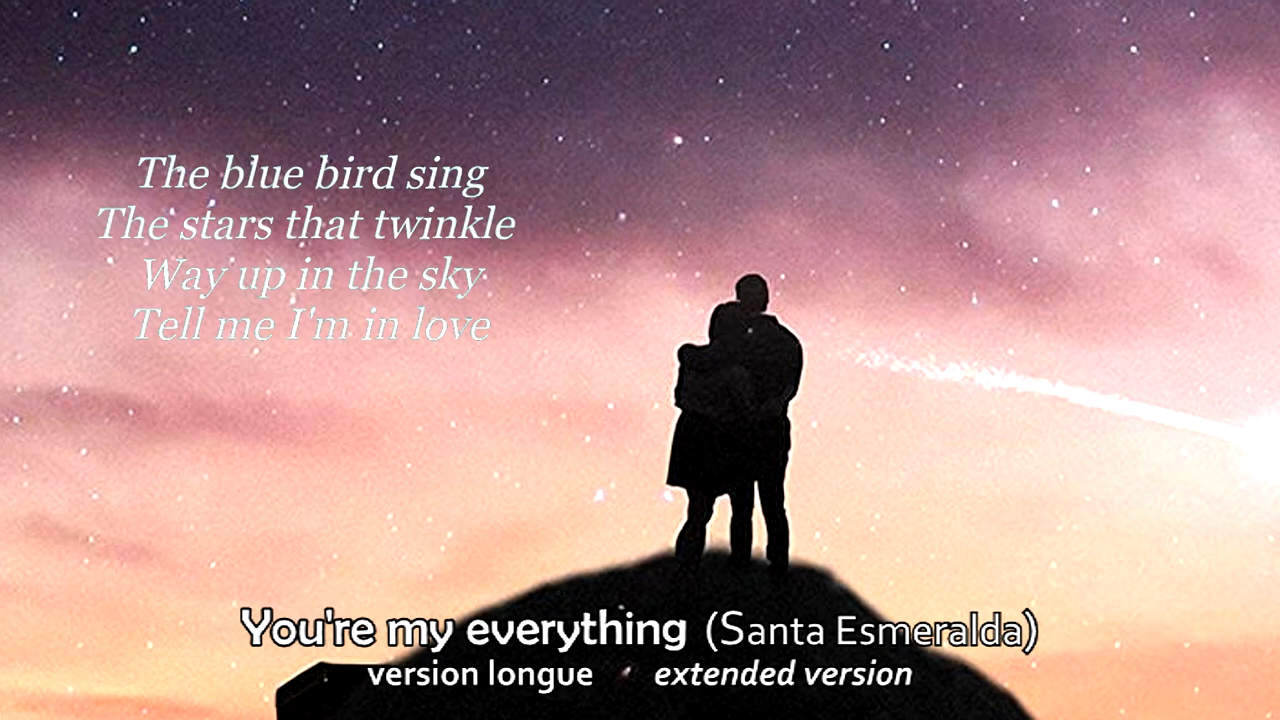 The blue bird sing
The stars that twinkle
Way up in the sky
Tell me I'm in love
You're my everything (Santa Esmeralda)
version longue extended version